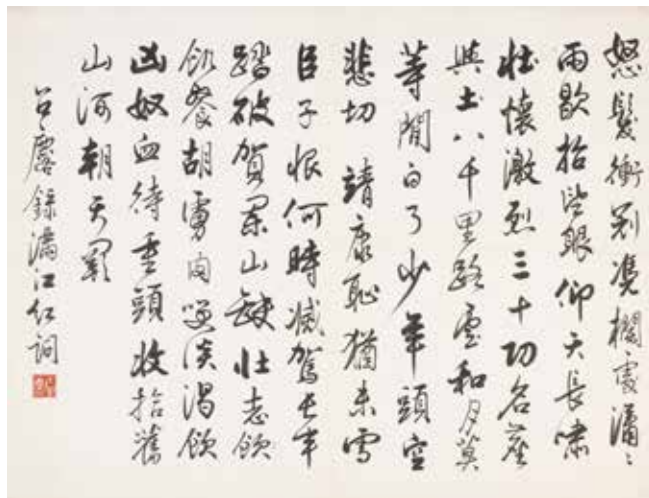 怒髮衝冠憑欄處瀟〻
雨歇抬望眼仰天長嘯
壯懷激烈三十功名塵
與土八千里路雲和月莫
等閒白了少年頭空
悲切 靖康恥猶未雪
臣子恨何時滅駕長車
踏破賀蘭山缺壯志
飢餐胡虜肉笑談渴飲
凶奴血待重頭收拾舊
山河朝天闕
呂露錄滿江紅詞